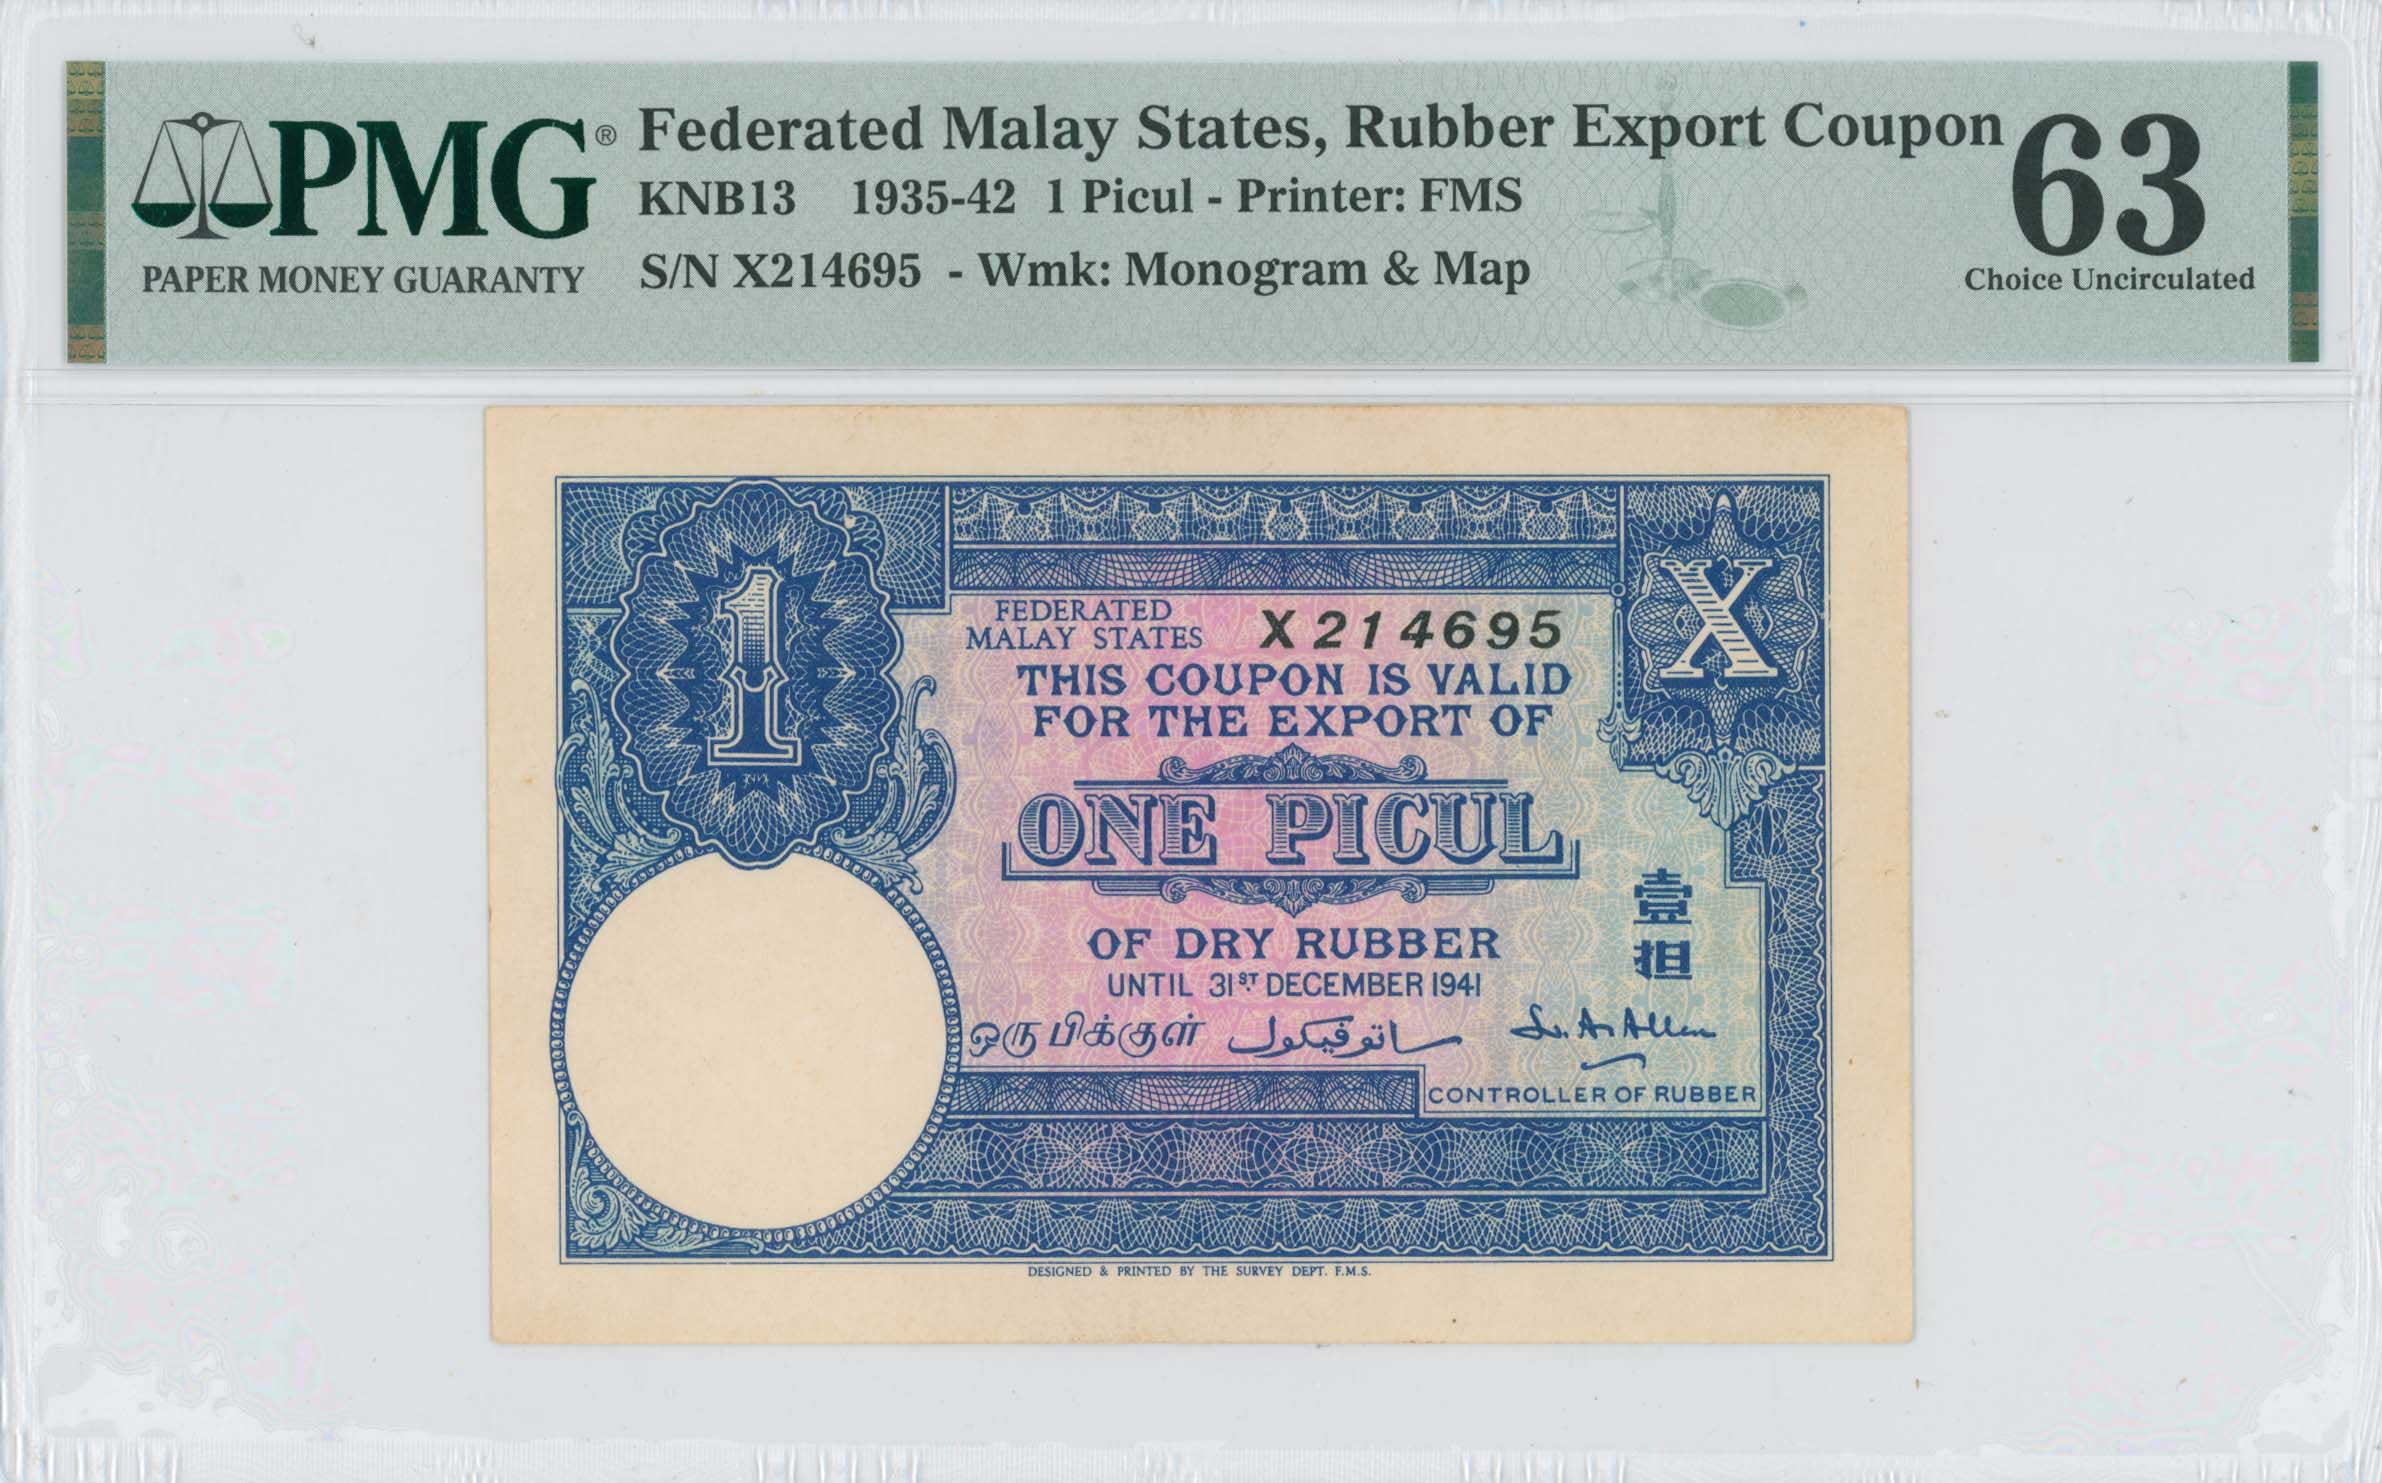 PMG®
PAPER MONEY GUARANTY
Federated Malay States, Rubber Export Coupon
KNB13 1935-42 1 Picul - Printer: FMS
S/N X214695 - Wmk: Monogram & Map
63
Choice Uncirculated
1
X
FEDERATED
MALAY STATES
X 214695
THIS COUPON IS VALID
FOR THE EXPORT OF
ONE PICUL
OF DRY RUBBER
UNTIL 31ST DECEMBER 1941
壹担
ஒரு பிக்குள் ساتو فيكول
CONTROLLER OF RUBBER
DESIGNED & PRINTED BY THE SURVEY DEPT. F.M.S.